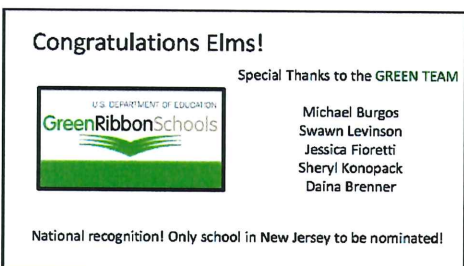 Congratulations Elms!
Special Thanks to the GREEN TEAM
U.S. DEPARTMENT OF EDUCATION
GreenRibbonSchools
Michael Burgos
Swawn Levinson
Jessica Fioretti
Sheryl Konopack
Daina Brenner
National recognition! Only school in New Jersey to be nominated!